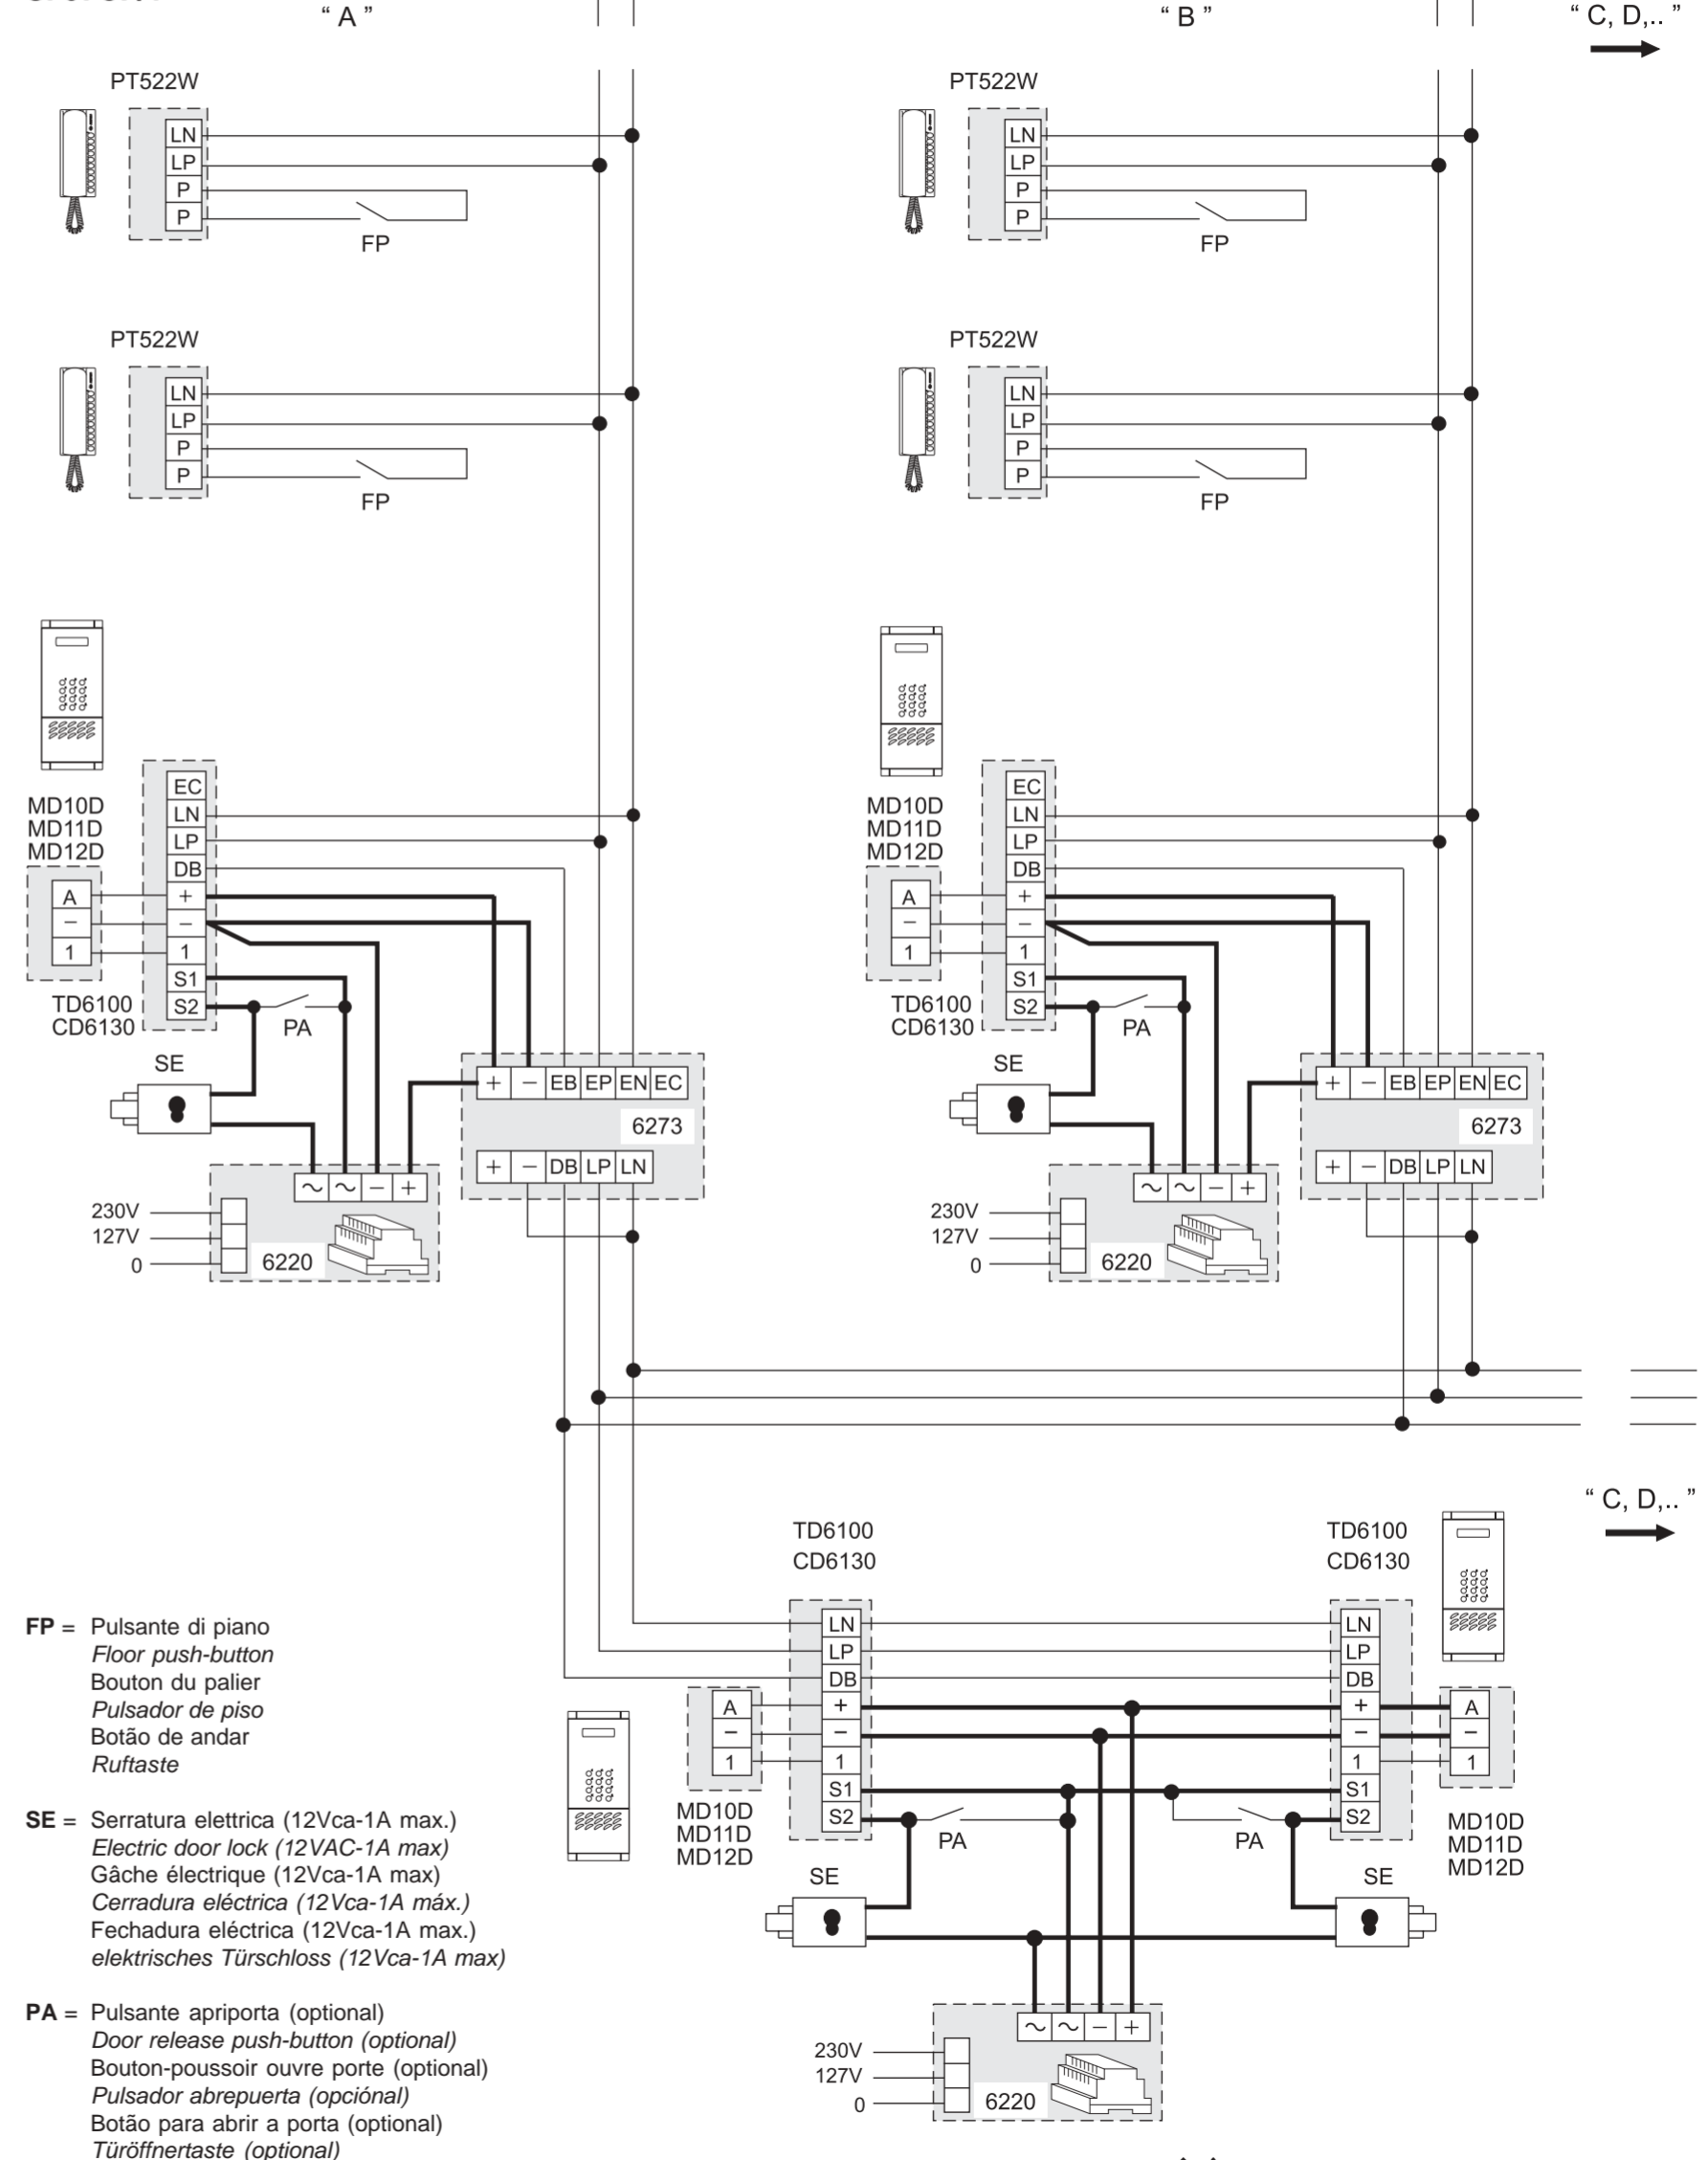 “ A ”
“ B ”
“ C, D,.. ”
PT522W
PT522W
LN
LP
P
P
FP
LN
LP
P
P
FP
PT522W
PT522W
LN
LP
P
P
FP
LN
LP
P
P
FP
MD10D
MD11D
MD12D
A
–
1
EC
LN
LP
DB
+
–
1
S1
S2
TD6100
CD6130
PA
SE
+ – EB EP EN EC
6273
+ – DB LP LN
~ ~ – +
230V
127V
0
6220
MD10D
MD11D
MD12D
A
–
1
EC
LN
LP
DB
+
–
1
S1
S2
TD6100
CD6130
PA
SE
+ – EB EP EN EC
6273
+ – DB LP LN
~ ~ – +
230V
127V
0
6220
“ C, D,.. ”
TD6100
CD6130
TD6100
CD6130
LN
LP
DB
+
–
1
S1
S2
LN
LP
DB
+
–
1
S1
S2
A
–
1
A
–
1
MD10D
MD11D
MD12D
MD10D
MD11D
MD12D
PA
PA
SE
SE
~ ~ – +
230V
127V
0
6220
FP = Pulsante di piano
Floor push-button
Bouton du palier
Pulsador de piso
Botão de andar
Ruftaste
SE = Serratura elettrica (12Vca-1A max.)
Electric door lock (12VAC-1A max)
Gâche électrique (12Vca-1A max)
Cerradura eléctrica (12Vca-1A máx.)
Fechadura eléctrica (12Vca-1A max.)
elektrisches Türschloss (12Vca-1A max)
PA = Pulsante apriporta (optional)
Door release push-button (optional)
Bouton-poussoir ouvre porte (optional)
Pulsador abrepuerta (opciónal)
Botão para abrir a porta (optional)
Türöffnertaste (optional)